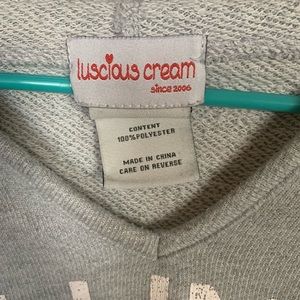 luscious cream
since 2006
CONTENT
100%POLYESTER
MADE IN CHINA
CARE ON REVERSE